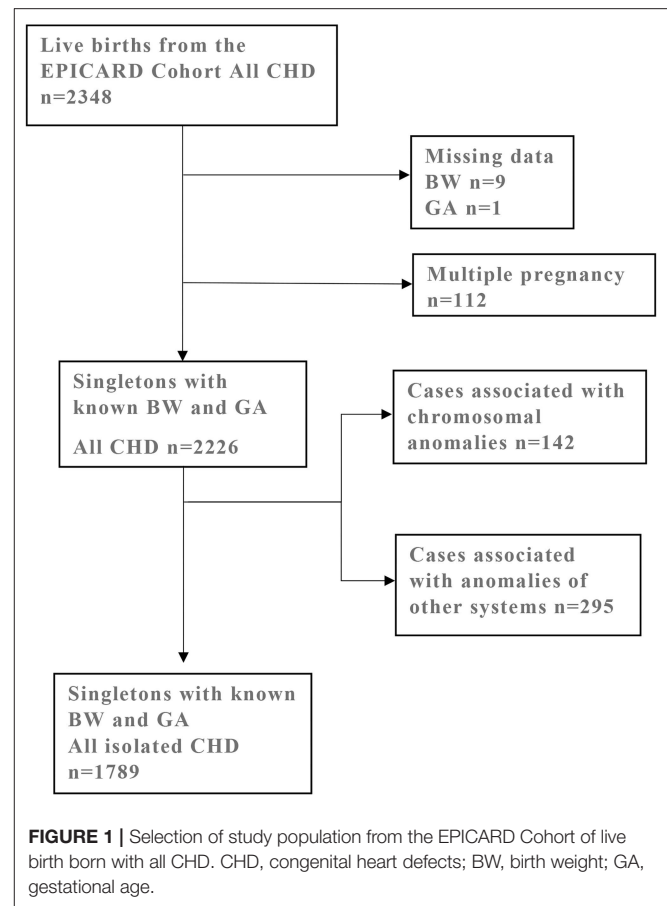 Live births from the
EPICARD Cohort All CHD
n=2348
Missing data
BW n=9
GA n=1
Multiple pregnancy
n=112
Singletons with
known BW and GA
All CHD n=2226
Cases associated with
chromosomal
anomalies n=142
Cases associated
with anomalies of
other systems n=295
Singletons with known
BW and GA
All isolated CHD
n=1789
FIGURE 1 | Selection of study population from the EPICARD Cohort of live
birth born with all CHD. CHD, congenital heart defects; BW, birth weight; GA,
gestational age.